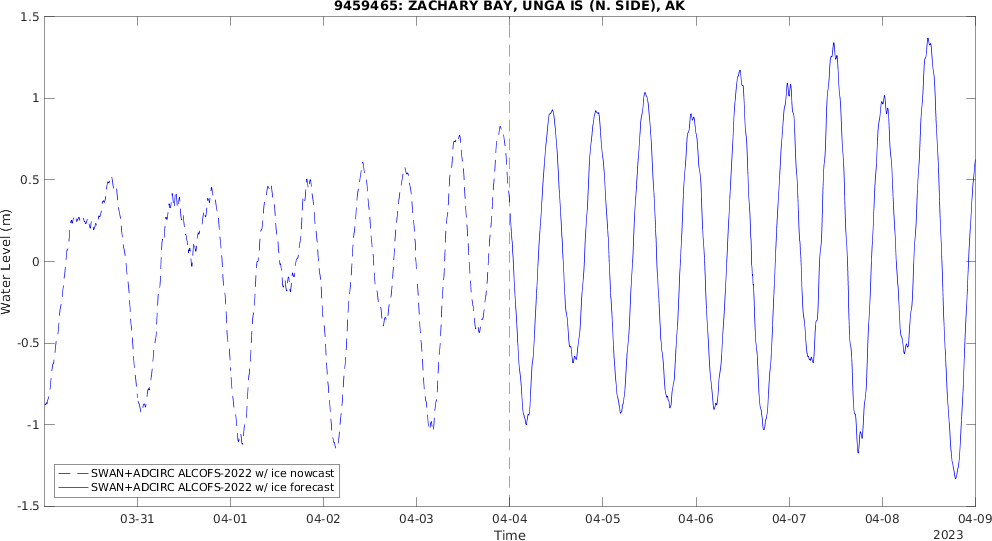 9459465: ZACHARY BAY, UNGA IS (N. SIDE), AK
1.5
1
0.5
0
-0.5
-1
-1.5
Water Level (m)
SWAN+ADCIRC ALCOFS-2022 w/ ice nowcast
SWAN+ADCIRC ALCOFS-2022 w/ ice forecast
03-31 04-01 04-02 04-03 04-04 04-05 04-06 04-07 04-08 04-09
Time
2023